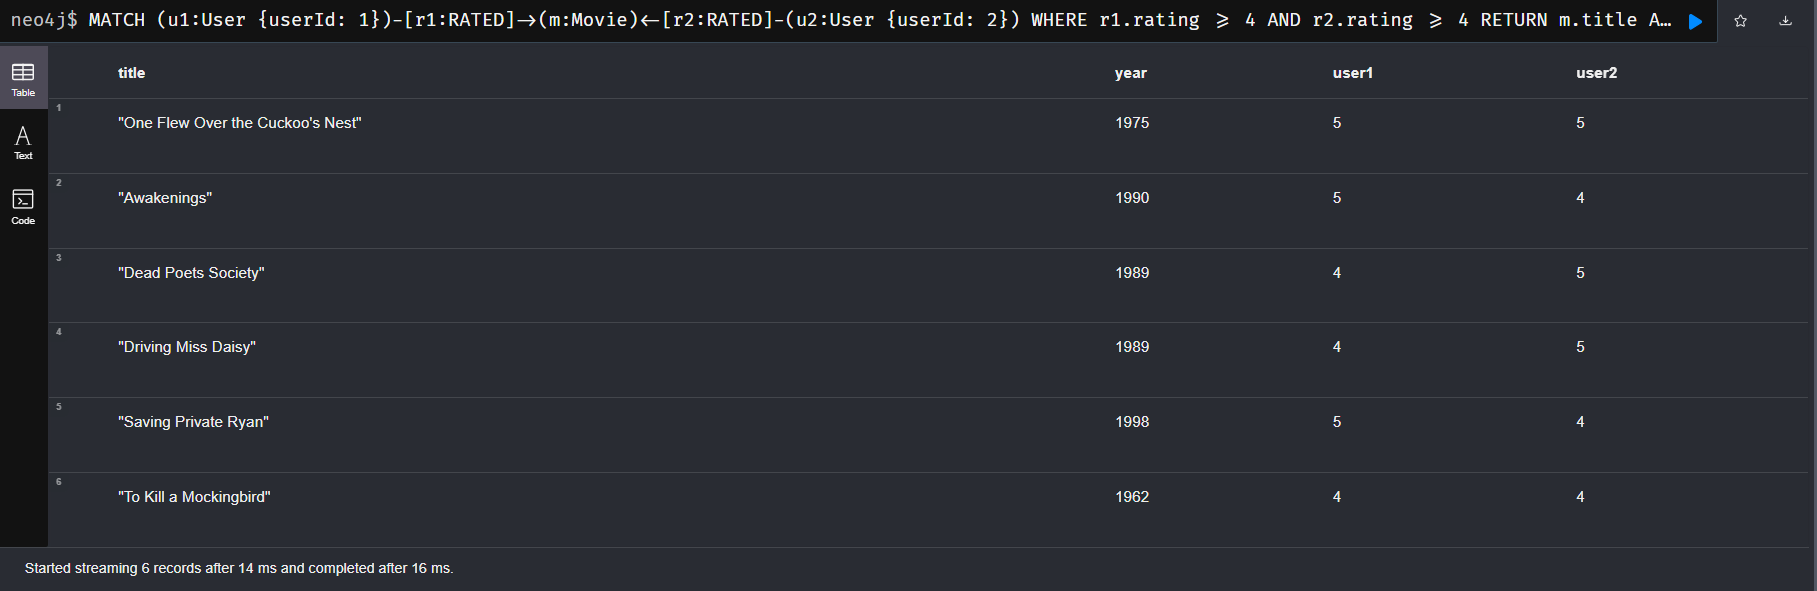 neo4j$ MATCH (u1:User {userId: 1})-[r1:RATED]→(m:Movie)←[r2:RATED]-(u2:User {userId: 2}) WHERE r1.rating ⩾ 4 AND r2.rating ⩾ 4 RETURN m.title A…
Table
Text
Code
title year user1 user2
1
"One Flew Over the Cuckoo's Nest" 1975 5 5
2
"Awakenings" 1990 5 4
3
"Dead Poets Society" 1989 4 5
4
"Driving Miss Daisy" 1989 4 5
5
"Saving Private Ryan" 1998 5 4
6
"To Kill a Mockingbird" 1962 4 4
Started streaming 6 records after 14 ms and completed after 16 ms.